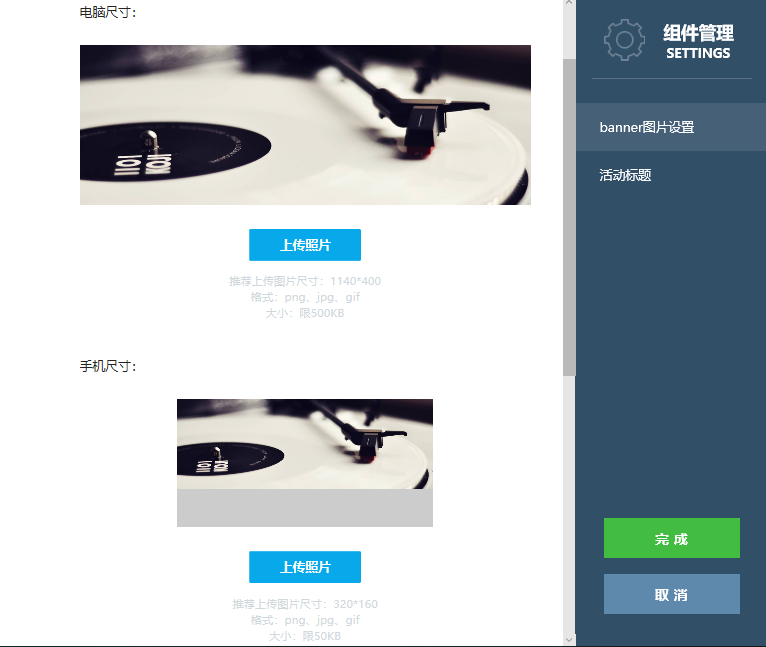 电脑尺寸：
上传照片
推荐上传图片尺寸：1140*400
格式：png、jpg、gif
大小：限500KB
手机尺寸：
上传照片
推荐上传图片尺寸：320*160
格式：png、jpg、gif
大小：限50KB
组件管理
SETTINGS
banner图片设置
活动标题
完 成
取 消